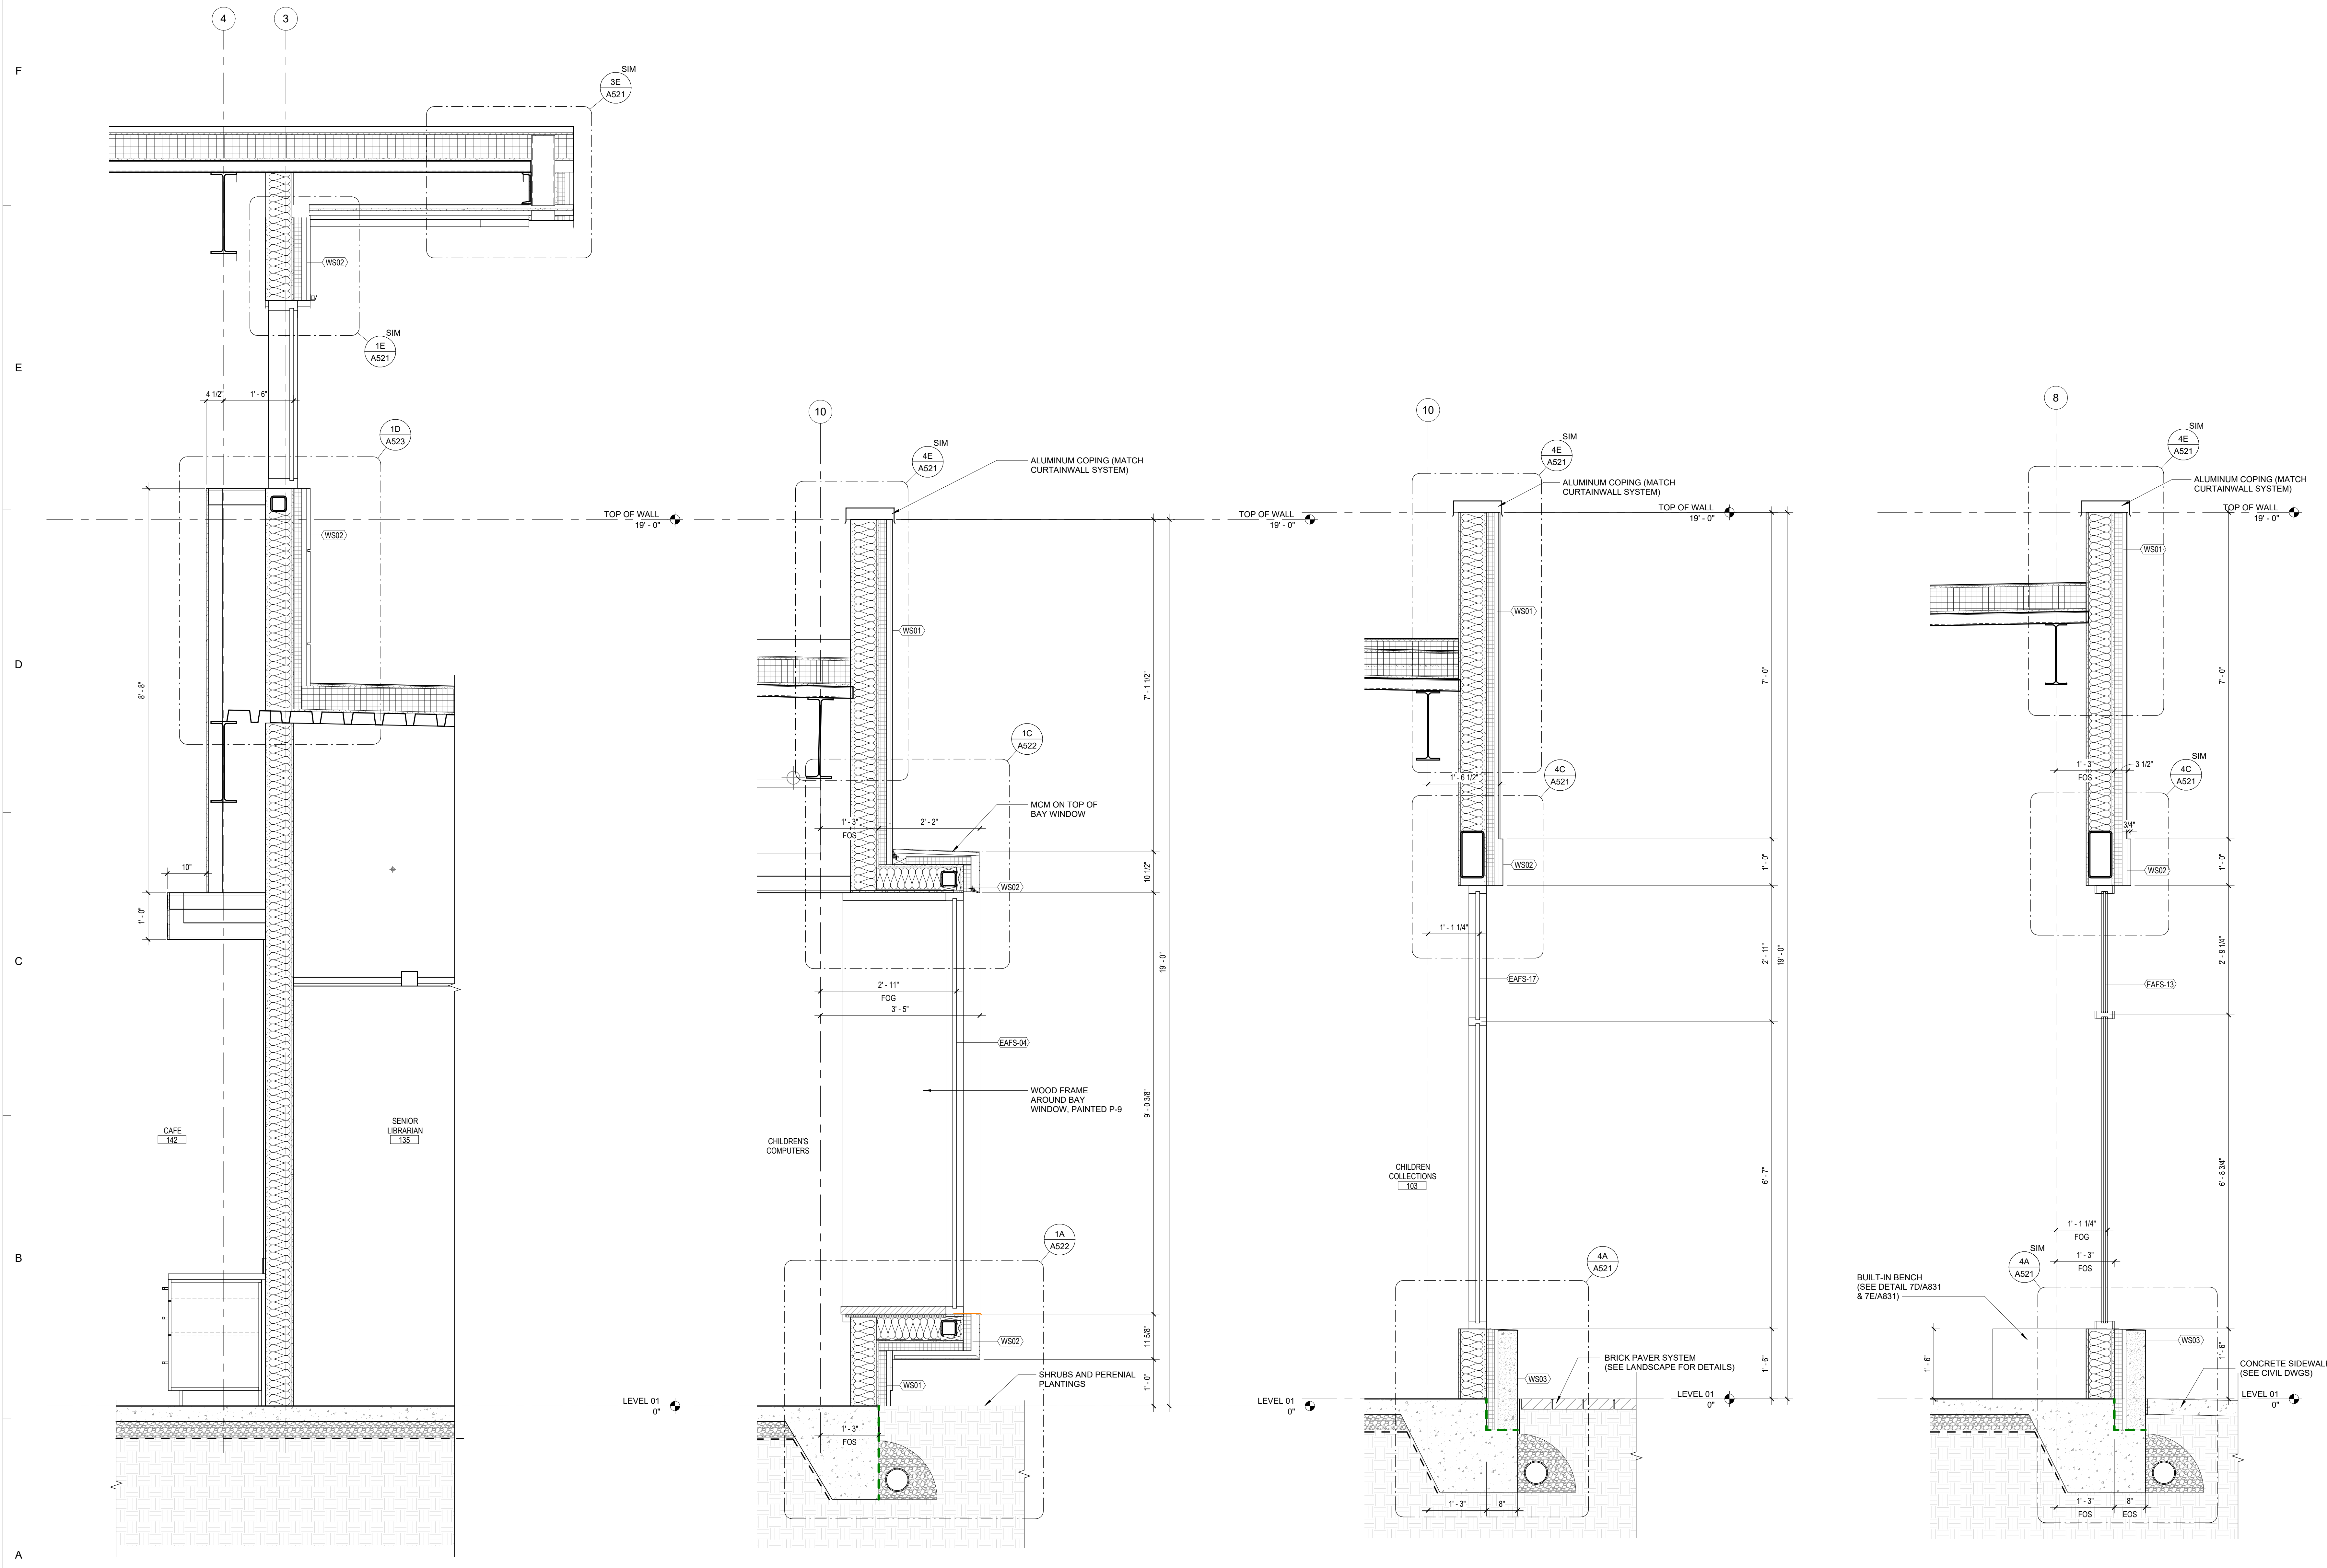 F
E
D
C
B
A
4
3
SIM
3E
A521
WS02
SIM
1E
A521
4 1/2"
1' - 6"
1D
A523
WS02
TOP OF WALL
19' - 0"
8' - 8"
10"
1' - 0"
CAFE
142
SENIOR
LIBRARIAN
135
LEVEL 01
0"
10
SIM
4E
A521
ALUMINUM COPING (MATCH
CURTAINWALL SYSTEM)
TOP OF WALL
19' - 0"
WS01
7' - 1 1/2"
1C
A522
MCM ON TOP OF
BAY WINDOW
1' - 3"
FOS
2' - 2"
10 1/2"
WS02
19' - 0"
2' - 11"
FOG
3' - 5"
EAFS-04
WOOD FRAME
AROUND BAY
WINDOW, PAINTED P-9
9' - 0 3/8"
CHILDREN'S
COMPUTERS
1A
A522
WS02
11 5/8"
SHRUBS AND PERENIAL
PLANTINGS
WS01
1' - 0"
LEVEL 01
0"
1' - 3"
FOS
10
SIM
4E
A521
ALUMINUM COPING (MATCH
CURTAINWALL SYSTEM)
TOP OF WALL
19' - 0"
WS01
7' - 0"
1' - 6 1/2"
4C
A521
WS02
1' - 0"
1' - 1 1/4"
2' - 11"
19' - 0"
EAFS-17
CHILDREN
COLLECTIONS
103
6' - 7"
4A
A521
BRICK PAVER SYSTEM
(SEE LANDSCAPE FOR DETAILS)
WS03
1' - 6"
LEVEL 01
0"
1' - 3"
8"
8
SIM
4E
A521
ALUMINUM COPING (MATCH
CURTAINWALL SYSTEM)
TOP OF WALL
19' - 0"
WS01
7' - 0"
1' - 3"
FOS
3 1/2"
SIM
4C
A521
3/4"
WS02
1' - 0"
2' - 9 1/4"
EAFS-13
6' - 8 3/4"
1' - 1 1/4"
FOG
1' - 3"
FOS
SIM
4A
A521
BUILT-IN BENCH
(SEE DETAIL 7D/A831
& 7E/A831)
1' - 6"
WS03
1' - 6"
CONCRETE SIDEWALK
(SEE CIVIL DWGS)
LEVEL 01
0"
1' - 3"
8"
FOS
EOS